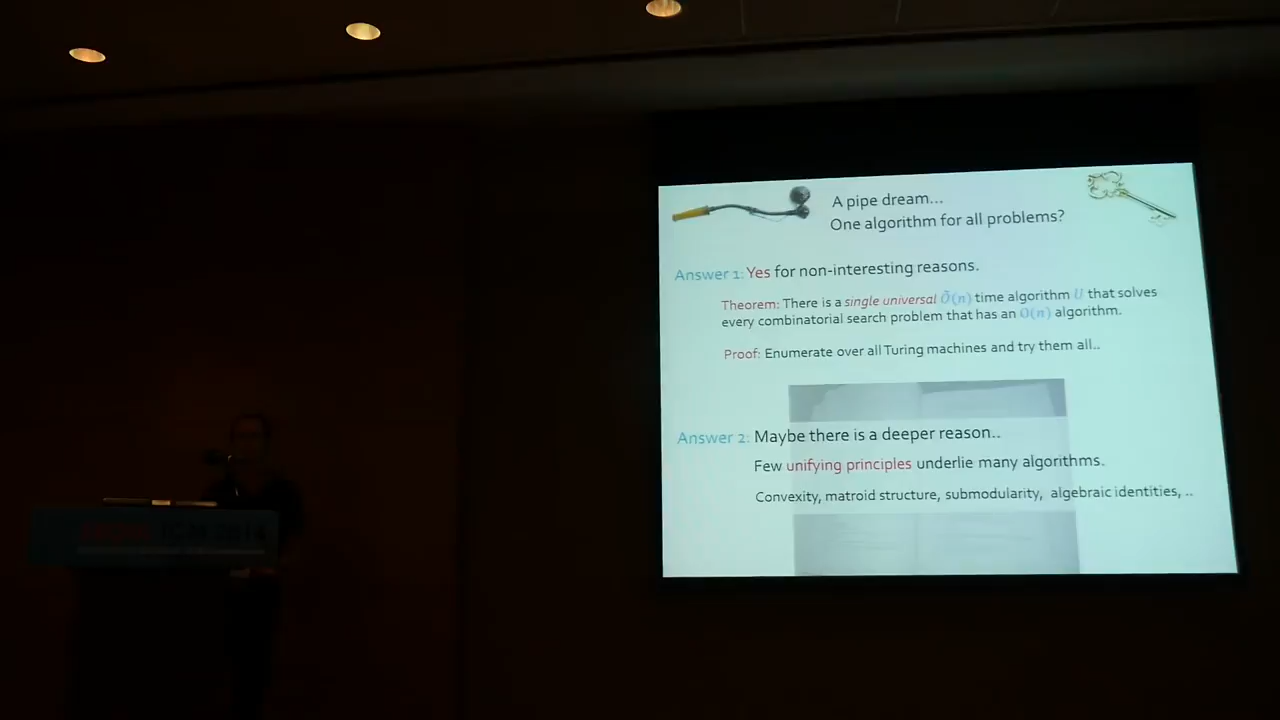 A pipe dream...
One algorithm for all problems?
Answer 1: Yes for non-interesting reasons.
Theorem: There is a single universal Õ(n) time algorithm U that solves
every combinatorial search problem that has an O(n) algorithm.
Proof: Enumerate over all Turing machines and try them all..
Answer 2: Maybe there is a deeper reason..
Few unifying principles underlie many algorithms.
Convexity, matroid structure, submodularity, algebraic identities, ..
ICM 2014